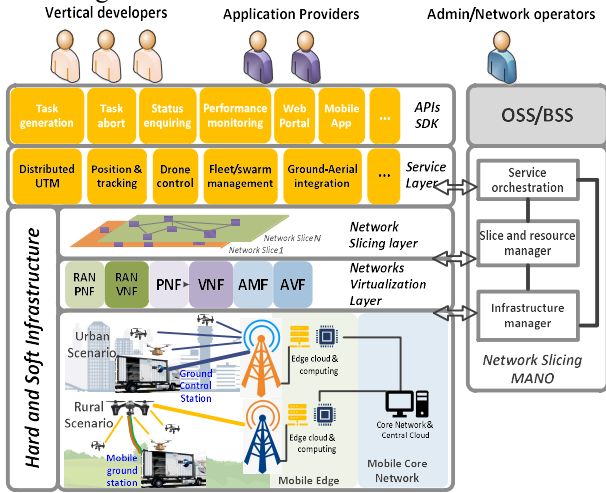 Vertical developers
Application Providers
Admin/Network operators
Task
generation
Task
abort
Status
enquiring
Performance
monitoring
Web
Portal
Mobile
App
...
APIs
SDK
OSS/BSS
Distributed
UTM
Position &
tracking
Drone
control
Fleet/swarm
management
Ground-Aerial
integration
...
Service
Layer
Service
orchestration
Hard and Soft Infrastructure
Network Slice N
Network Slice 1
Network
Slicing layer
Slice and resource
manager
RAN
PNF
RAN
VNF
PNF
VNF
AMF
AVF
Networks
Virtualization
Layer
Infrastructure
manager
Network Slicing
MANO
Urban
Scenario
Ground
Control
Station
Edge cloud &
computing
Rural
Scenario
Mobile
ground
station
Edge cloud &
computing
Core Network&
Central Cloud
Mobile Edge
Mobile Core
Network